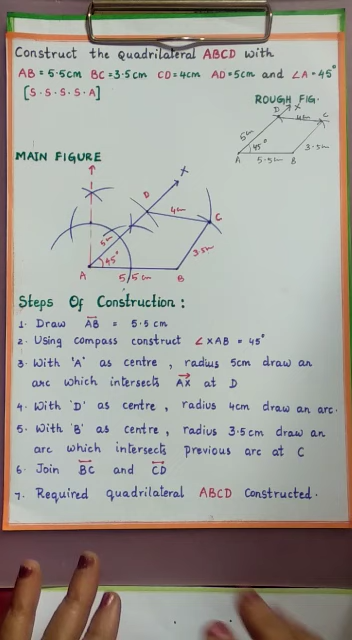 Construct the quadrilateral ABCD with
AB = 5.5cm BC = 3.5cm CD = 4cm AD = 5cm and ∠A = 45°
[S.S.S.S.A]
ROUGH FIG.
D X
4cm C
5cm
45° 3.5cm
A 5.5cm B
MAIN FIGURE
X
D
4cm
C
5cm
45° 3.5cm
A 5.5cm B
Steps Of Construction :
1. Draw AB = 5.5cm
2. Using compass construct ∠XAB = 45°
3. With 'A' as centre, radius 5cm draw an
arc which intersects AX at D
4. With 'D' as centre, radius 4cm draw an arc.
5. With 'B' as centre, radius 3.5cm draw an
arc which intersects previous arc at C
6. Join BC and CD
7. Required quadrilateral ABCD Constructed.